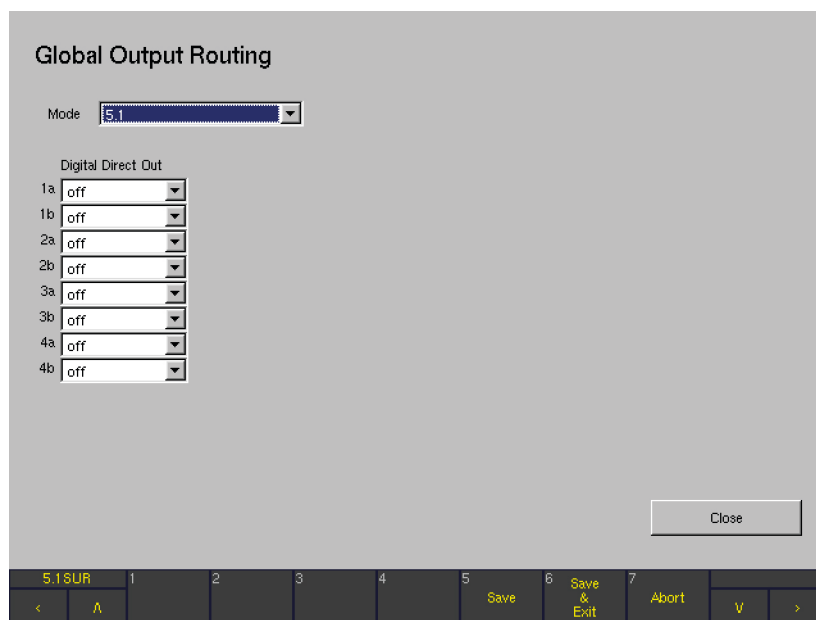 Global Output Routing
Mode 5.1
Digital Direct Out
1a off
1b off
2a off
2b off
3a off
3b off
4a off
4b off
Close
5.1SUR 1 2 3 4 5 Save 6 Save & Exit 7 Abort
< Λ V >